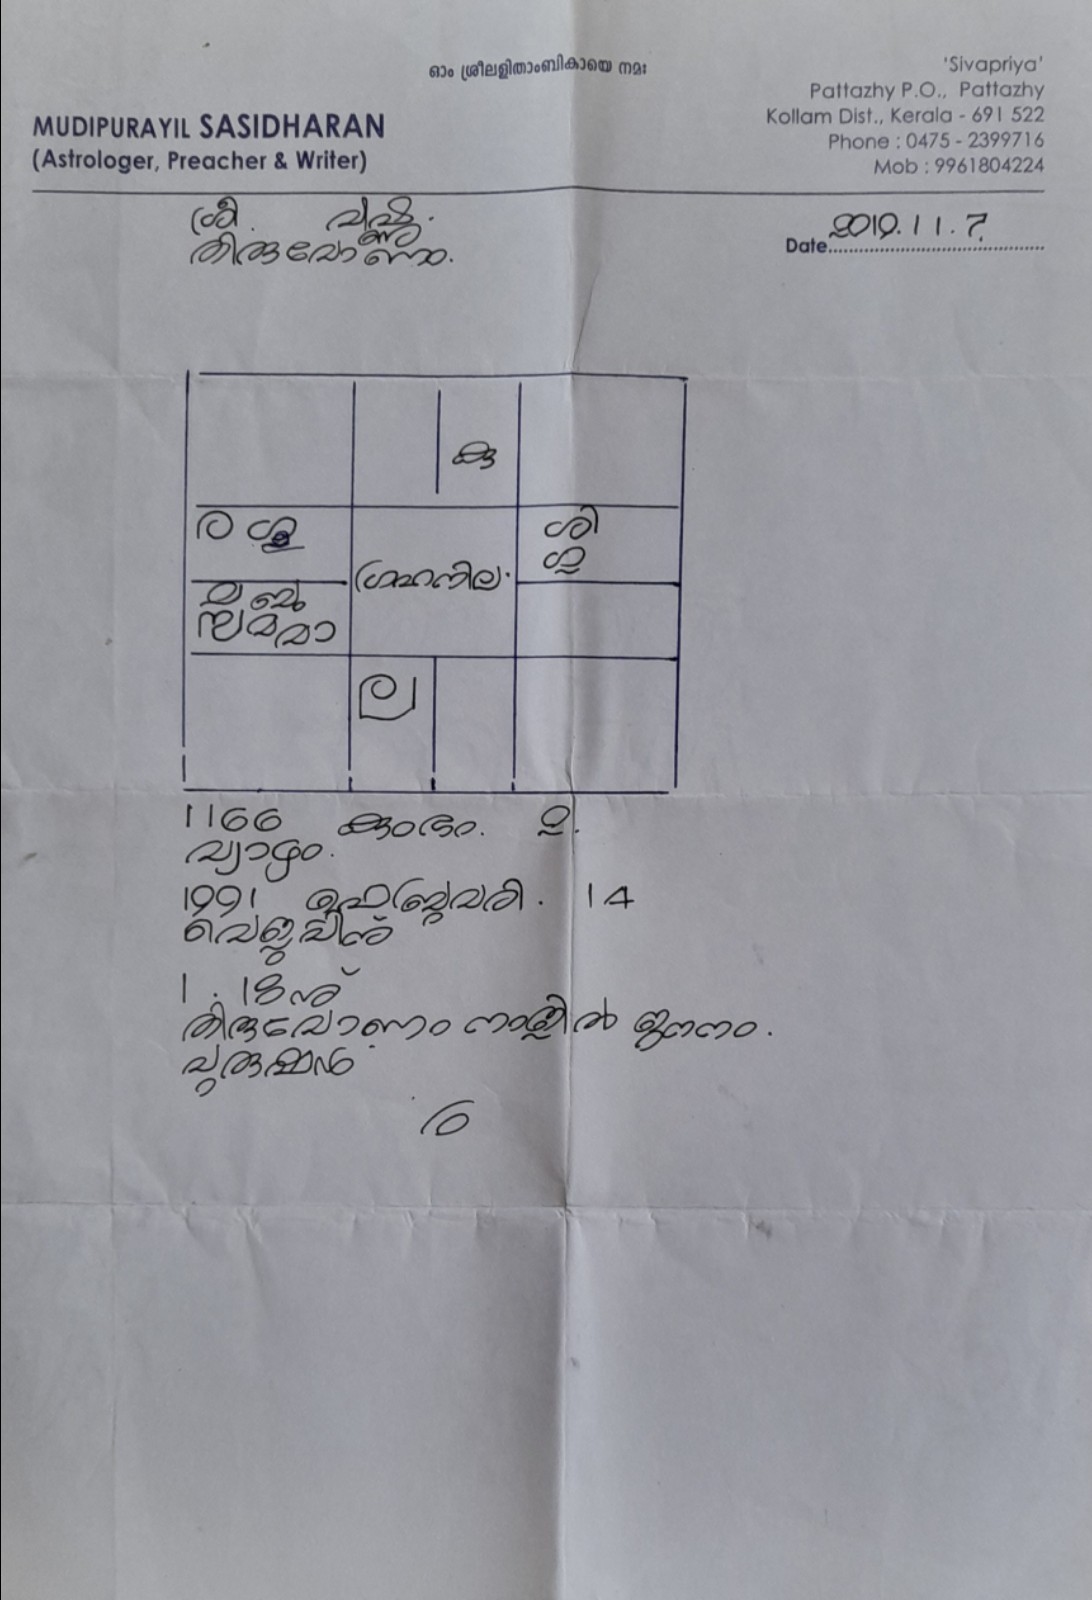 ഓം ശ്രീലളിതാംബികായെ നമഃ
'Sivapriya'
Pattazhy P.O., Pattazhy
Kollam Dist., Kerala - 691 522
Phone : 0475 - 2399716
Mob : 9961804224
MUDIPURAYIL SASIDHARAN
(Astrologer, Preacher & Writer)
ശ്രീ. വിഷ്ണു.
തിരുവോണം.
Date 2019.11.7
കു
ര ശു
ശി
ഗ്രഹനില
ച ബു
മാ
ല
1166 കുംഭം. 2.
വ്യാഴം.
1991 ഫെബ്രുവരി. 14
വെളുപ്പിന്
1.18ന്
തിരുവോണം നാളിൽ ജനനം.
പുരുഷൻ